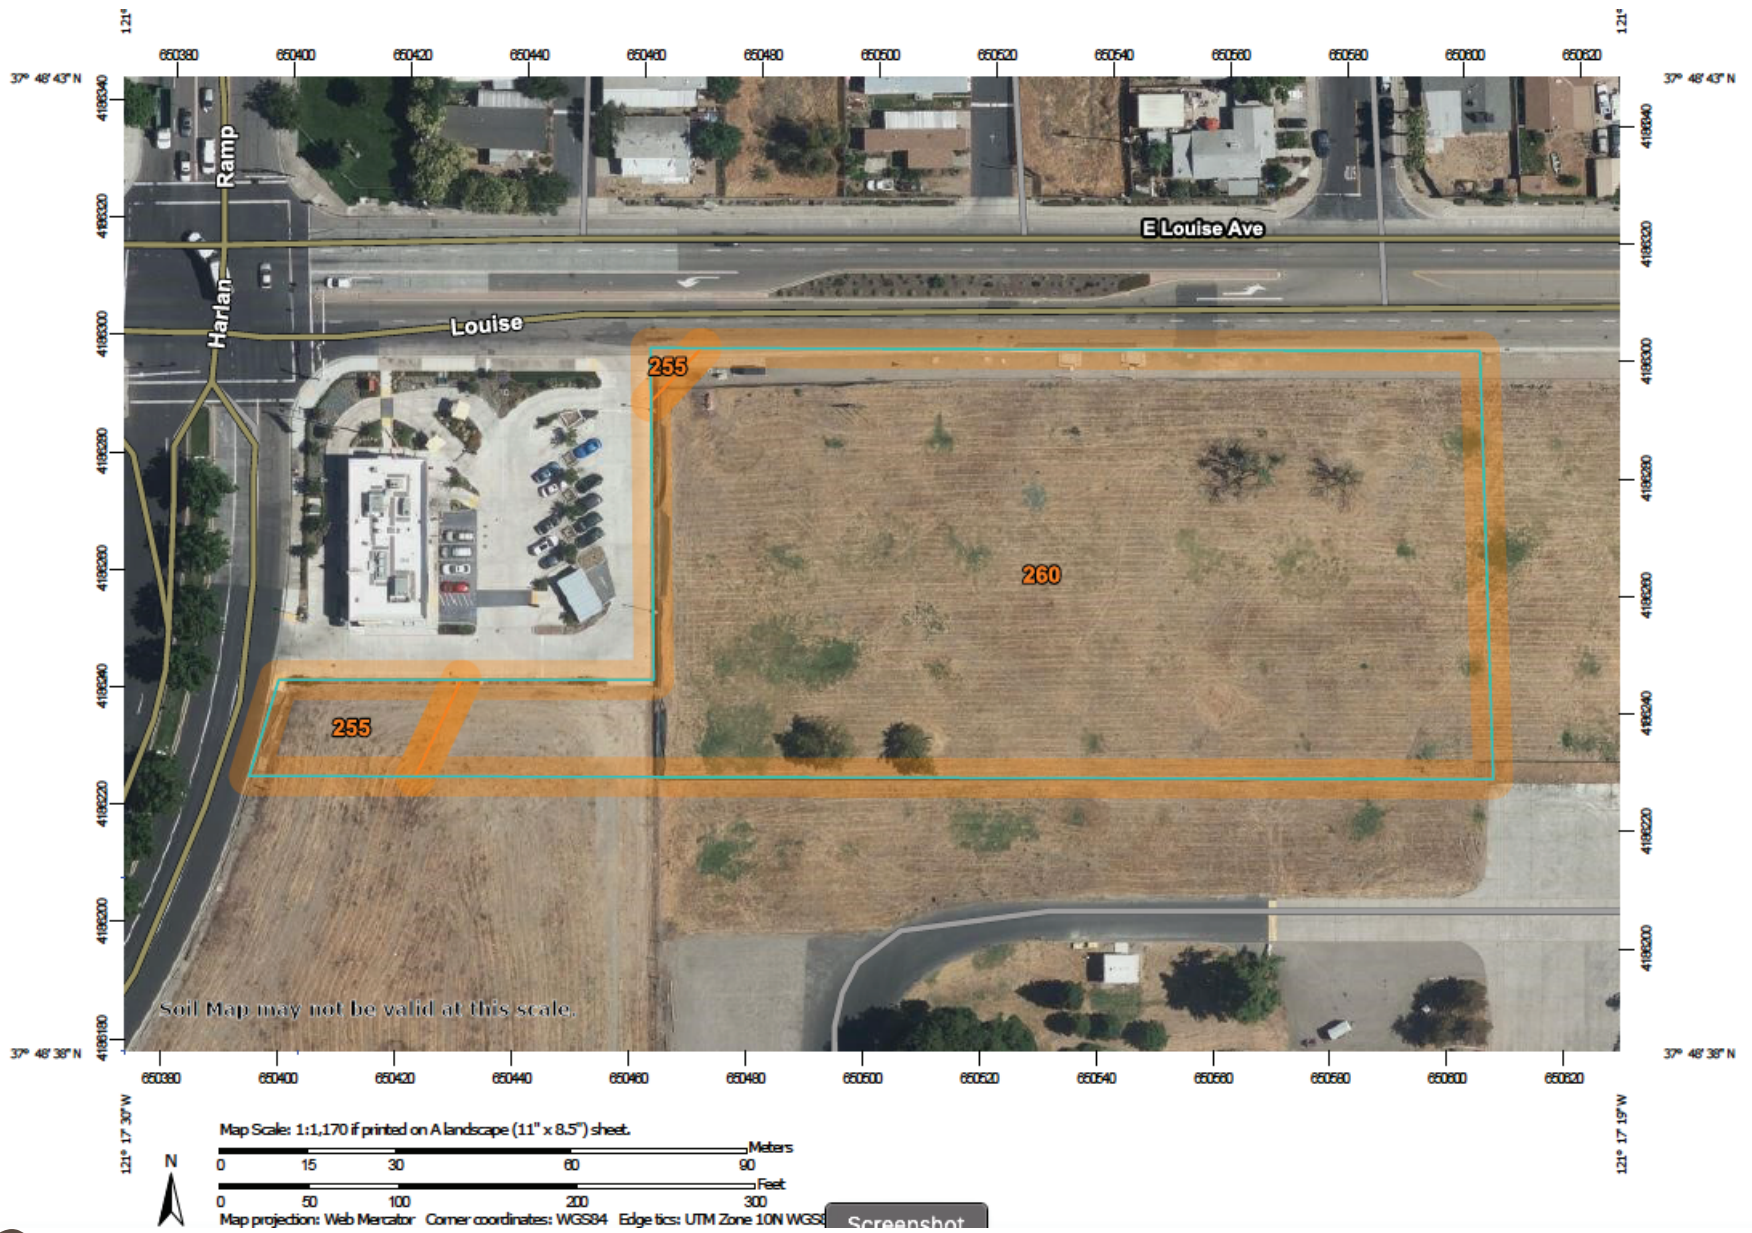 121°
121°
650380 650400 650420 650440 650460 650480 650500 650520 650540 650560 650580 650600 650620
37° 48' 43" N
37° 48' 43" N
4186340
4186340
Ramp
4186320
E Louise Ave
4186320
Harlan
Louise
4186300
4186300
255
4186280
4186280
260
4186260
4186260
4186240
255
4186240
4186220
4186220
4186200
4186200
Soil Map may not be valid at this scale.
4186180
37° 48' 38" N
37° 48' 38" N
650380 650400 650420 650440 650460 650480 650500 650520 650540 650560 650580 650600 650620
121° 17' 30" W
121° 17' 19" W
Map Scale: 1:1,170 if printed on A landscape (11" x 8.5") sheet.
N
Meters
0 15 30 60 90
Feet
0 50 100 200 300
Map projection: Web Mercator Corner coordinates: WGS84 Edge tics: UTM Zone 10N WGS8
Screenshot